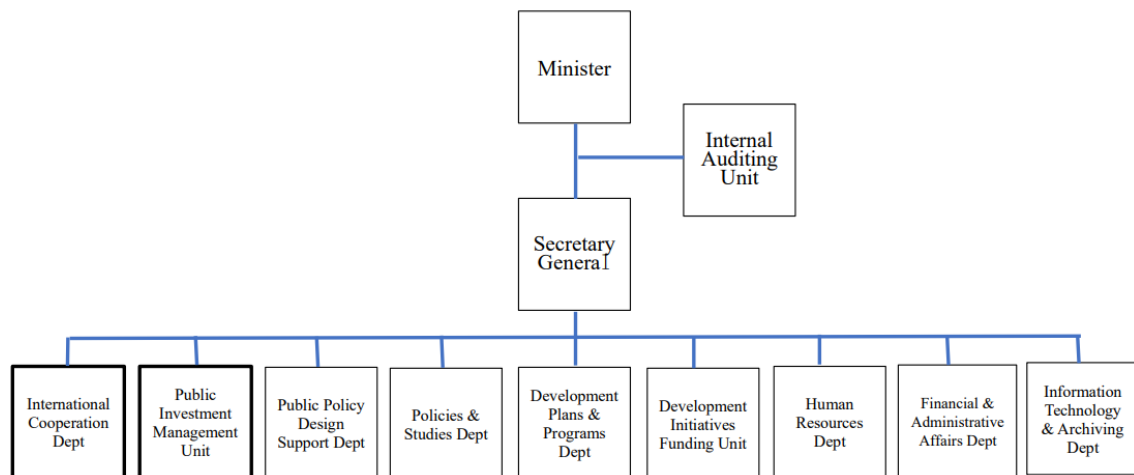 Minister
Internal
Auditing
Unit
Secretary
General
International
Cooperation
Dept
Public
Investment
Management
Unit
Public Policy
Design
Support Dept
Policies &
Studies Dept
Development
Plans &
Programs
Dept
Development
Initiatives
Funding Unit
Human
Resources
Dept
Financial &
Administrative
Affairs Dept
Information
Technology
& Archiving
Dept